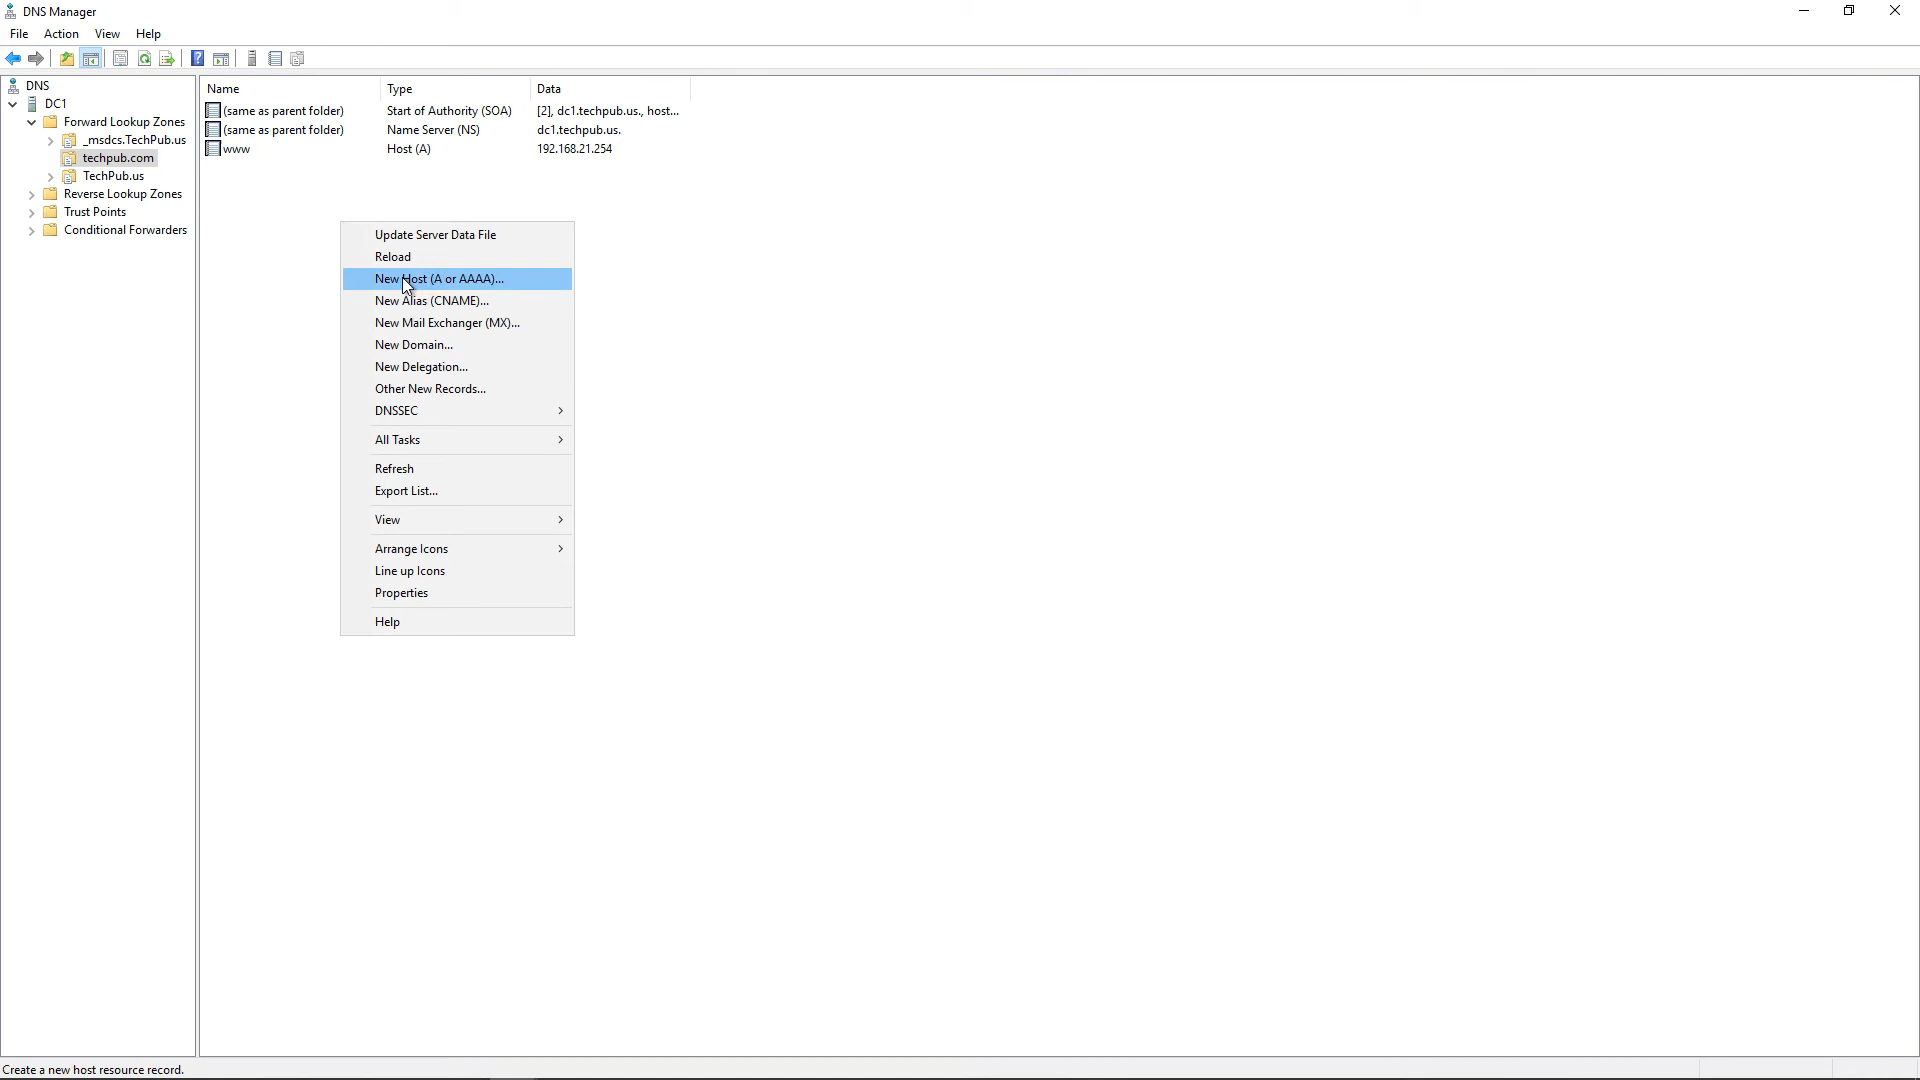 DNS Manager
File Action View Help
DNS
DC1
Forward Lookup Zones
_msdcs.TechPub.us
techpub.com
TechPub.us
Reverse Lookup Zones
Trust Points
Conditional Forwarders
Name Type Data
(same as parent folder) Start of Authority (SOA) [2], dc1.techpub.us., host...
(same as parent folder) Name Server (NS) dc1.techpub.us.
www Host (A) 192.168.21.254
Update Server Data File
Reload
New Host (A or AAAA)...
New Alias (CNAME)...
New Mail Exchanger (MX)...
New Domain...
New Delegation...
Other New Records...
DNSSEC
All Tasks
Refresh
Export List...
View
Arrange Icons
Line up Icons
Properties
Help
Create a new host resource record.